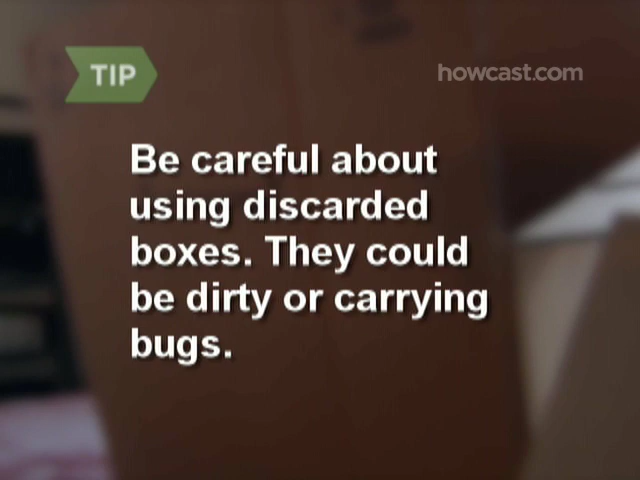 TIP
howcast.com
Be careful about
using discarded
boxes. They could
be dirty or carrying
bugs.